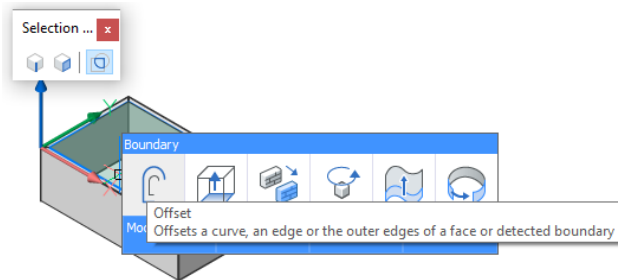 Selection ...
x
Boundary
Offset
Offsets a curve, an edge or the outer edges of a face or detected boundary